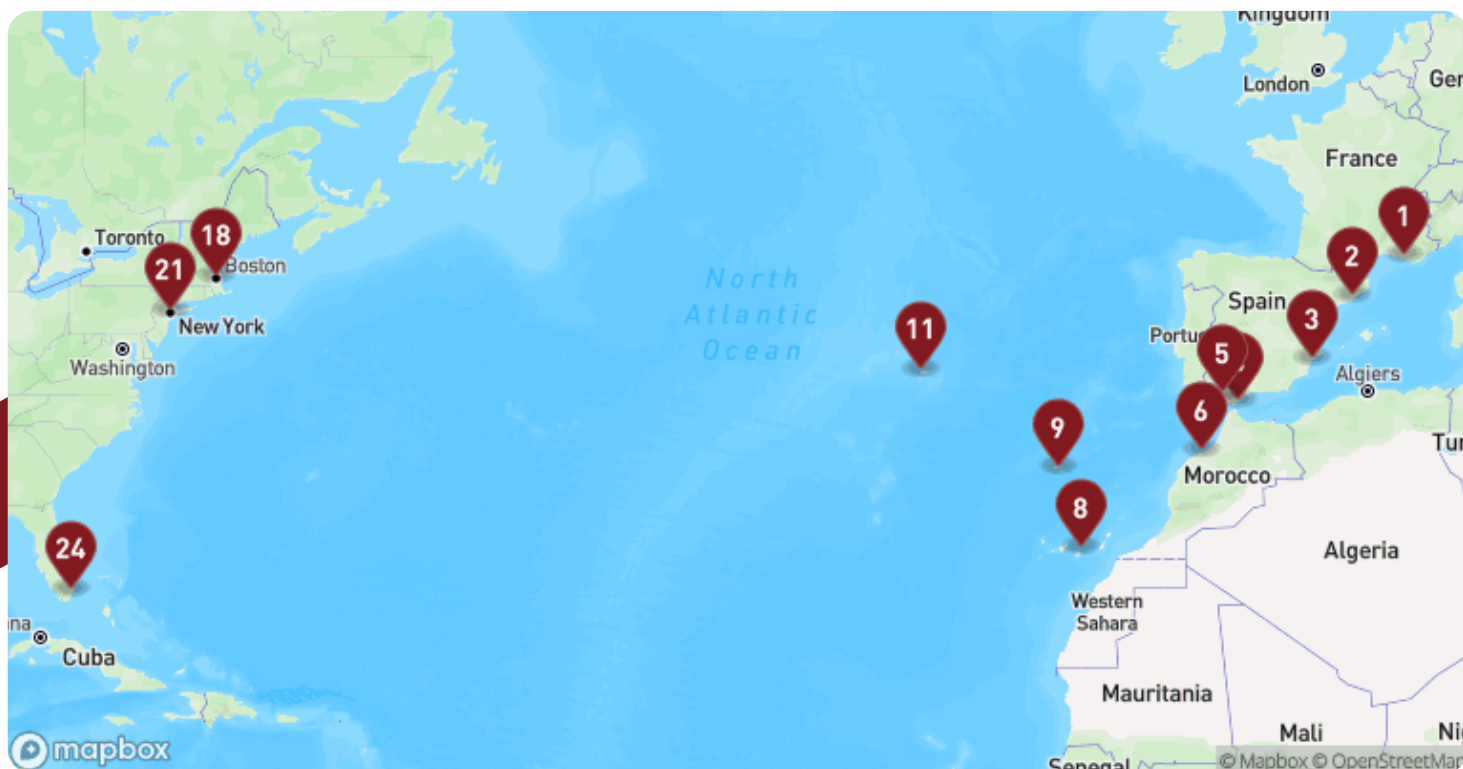 Kingdom
London
Ger
France
1
18
Toronto
Boston
2
21
North
Atlantic
Ocean
Spain
3
New York
11
Portu
5
Washington
Algiers
6
9
Tur
Morocco
8
24
Algeria
Western
Sahara
na
Cuba
Mauritania
Mali
Ni
mapbox
Senegal
© Mapbox © OpenStreetMap